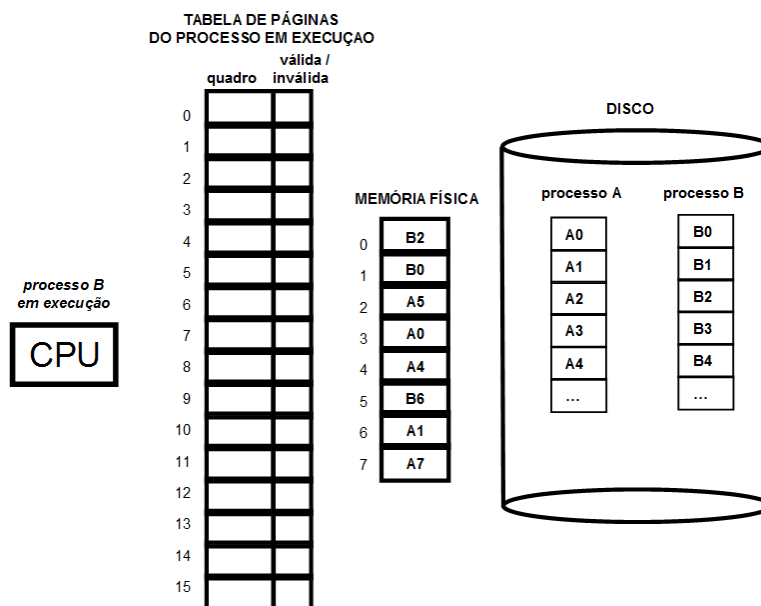 TABELA DE PÁGINAS
DO PROCESSO EM EXECUÇAO
quadro
válida /
inválida
0
1
2
3
4
5
6
7
8
9
10
11
12
13
14
15
processo B
em execução
CPU
MEMÓRIA FÍSICA
0 B2
1 B0
2 A5
3 A0
4 A4
5 B6
6 A1
7 A7
DISCO
processo A
A0
A1
A2
A3
A4
...
processo B
B0
B1
B2
B3
B4
...